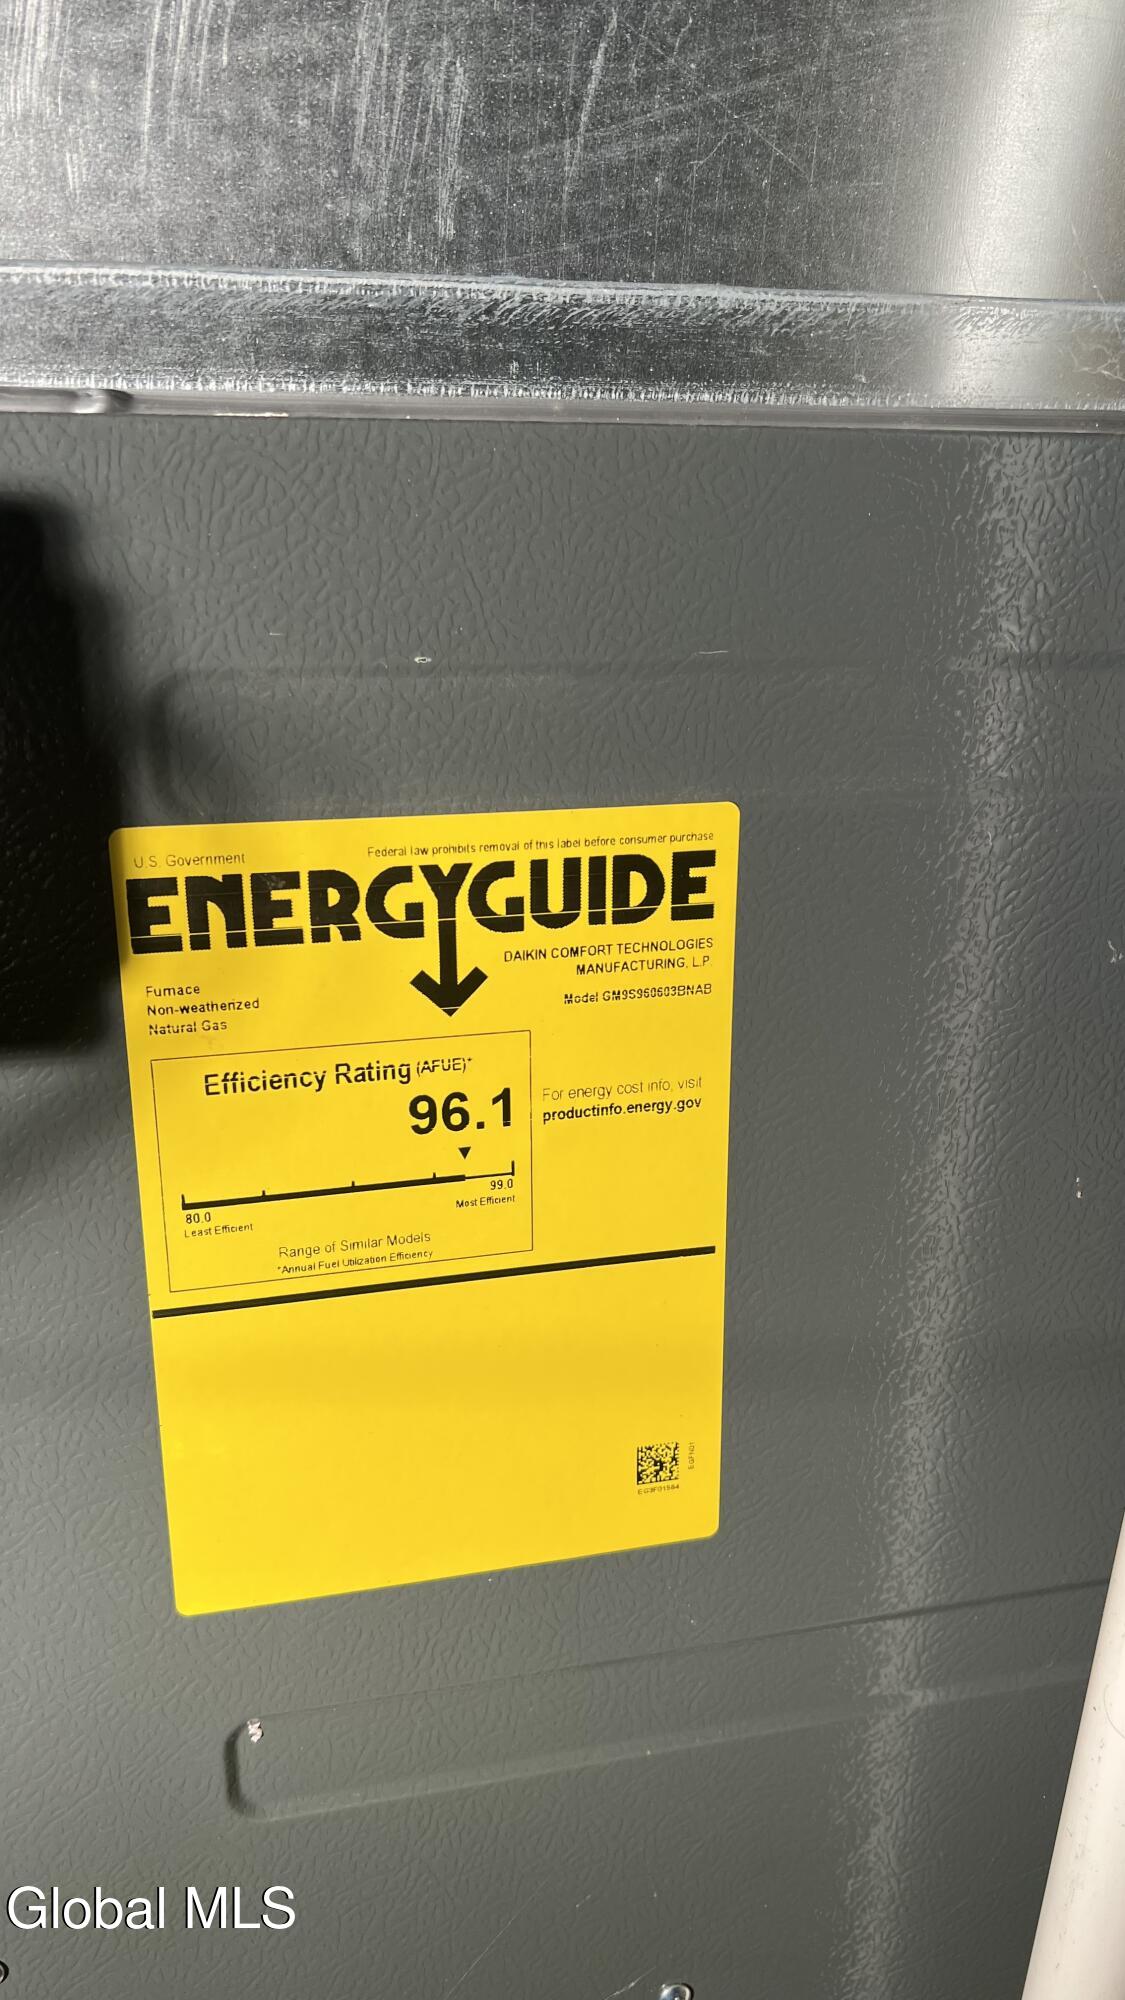 U.S. Government
Federal law prohibits removal of this label before consumer purchase
ENERGYGUIDE
DAIKIN COMFORT TECHNOLOGIES
MANUFACTURING, L.P.
Model GM9S960603BNAB
Furnace
Non-weatherized
Natural Gas
Efficiency Rating (AFUE)*
96.1
80.0
Least Efficient
99.0
Most Efficient
Range of Similar Models
*Annual Fuel Utilization Efficiency
For energy cost info, visit
productinfo.energy.gov
Global MLS